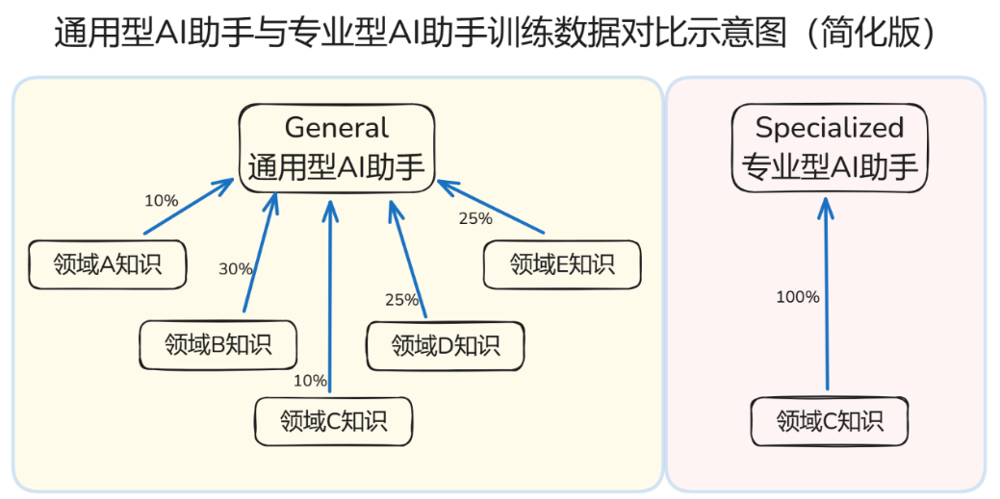 通用型AI助手与专业型AI助手训练数据对比示意图（简化版）
General
通用型AI助手
10%
30%
10%
25%
25%
领域A知识
领域B知识
领域C知识
领域D知识
领域E知识
Specialized
专业型AI助手
100%
领域C知识